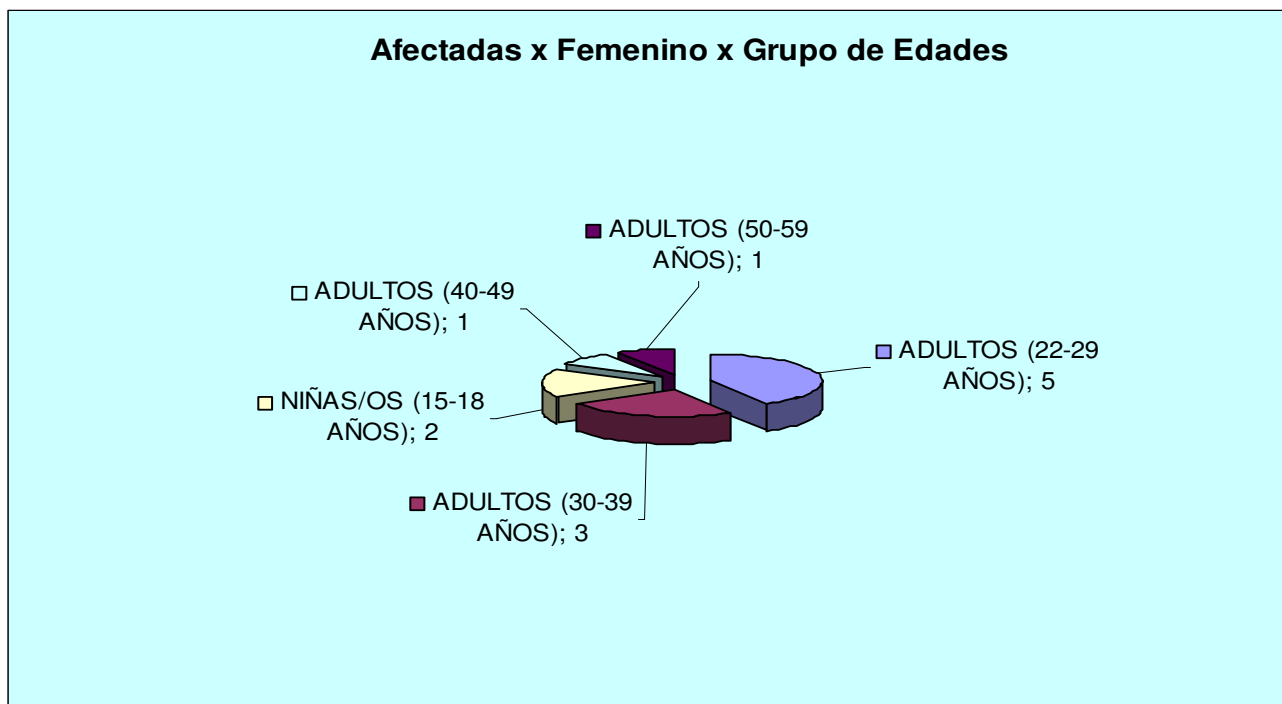 Afectadas x Femenino x Grupo de Edades
ADULTOS (50-59
AÑOS); 1
ADULTOS (40-49
AÑOS); 1
ADULTOS (22-29
AÑOS); 5
NIÑAS/OS (15-18
AÑOS); 2
ADULTOS (30-39
AÑOS); 3